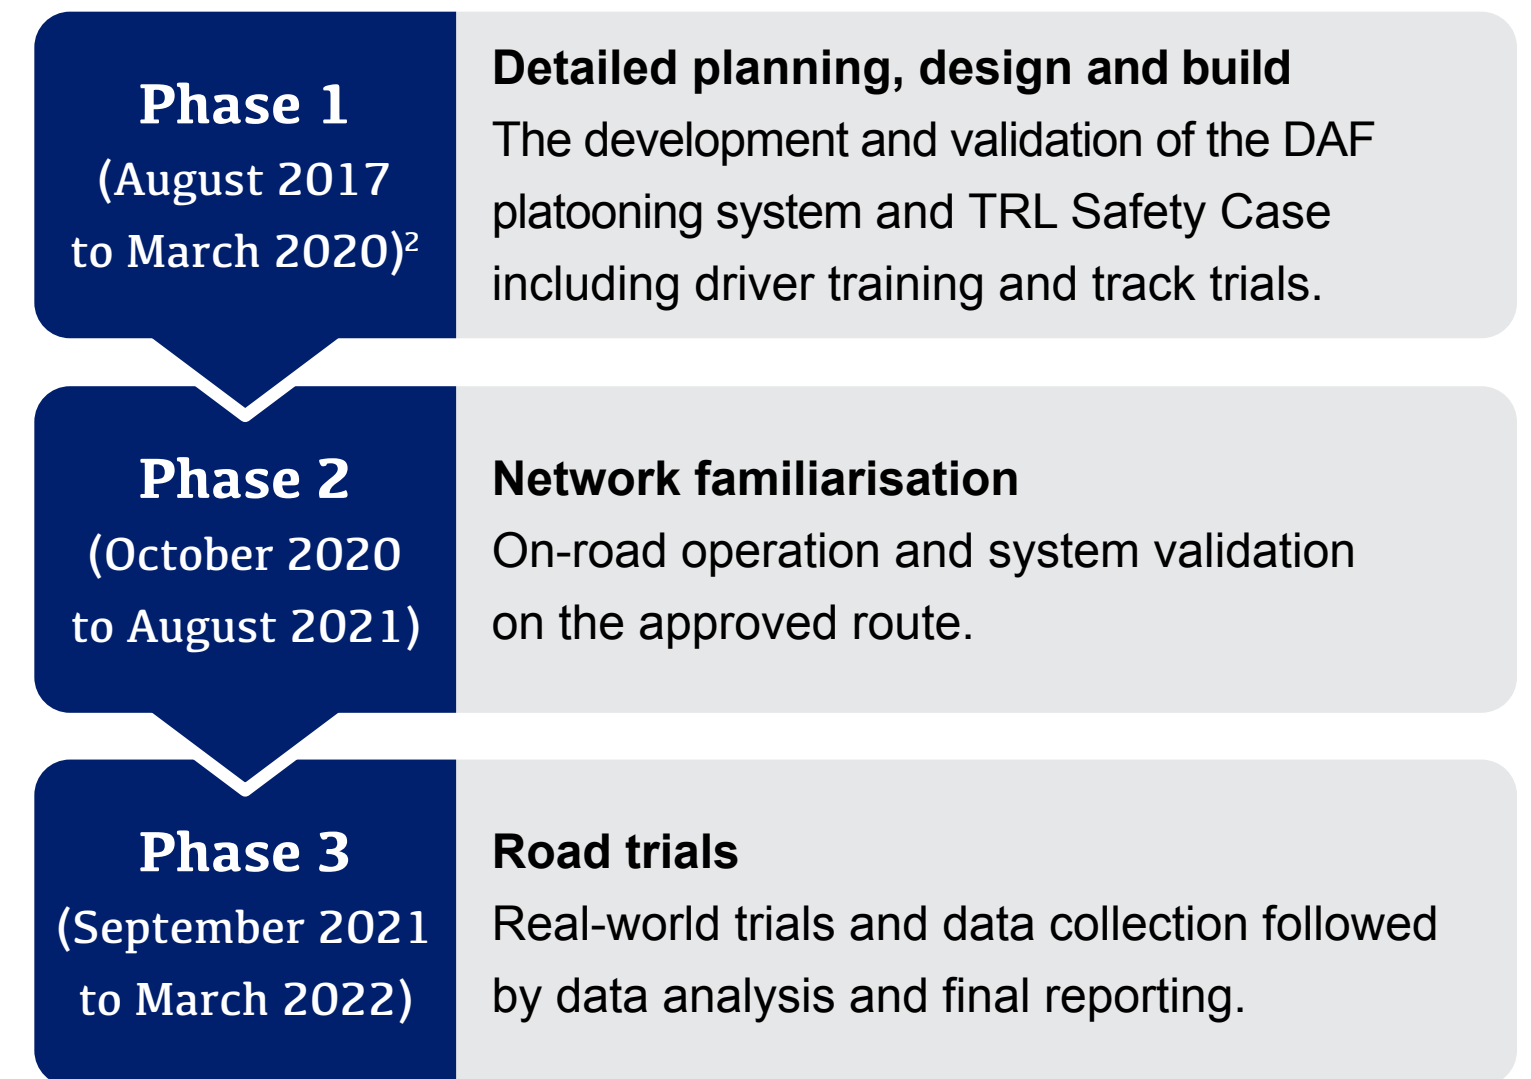 Phase 1
(August 2017
to March 2020)²
Detailed planning, design and build
The development and validation of the DAF
platooning system and TRL Safety Case
including driver training and track trials.
Phase 2
(October 2020
to August 2021)
Network familiarisation
On-road operation and system validation
on the approved route.
Phase 3
(September 2021
to March 2022)
Road trials
Real-world trials and data collection followed
by data analysis and final reporting.